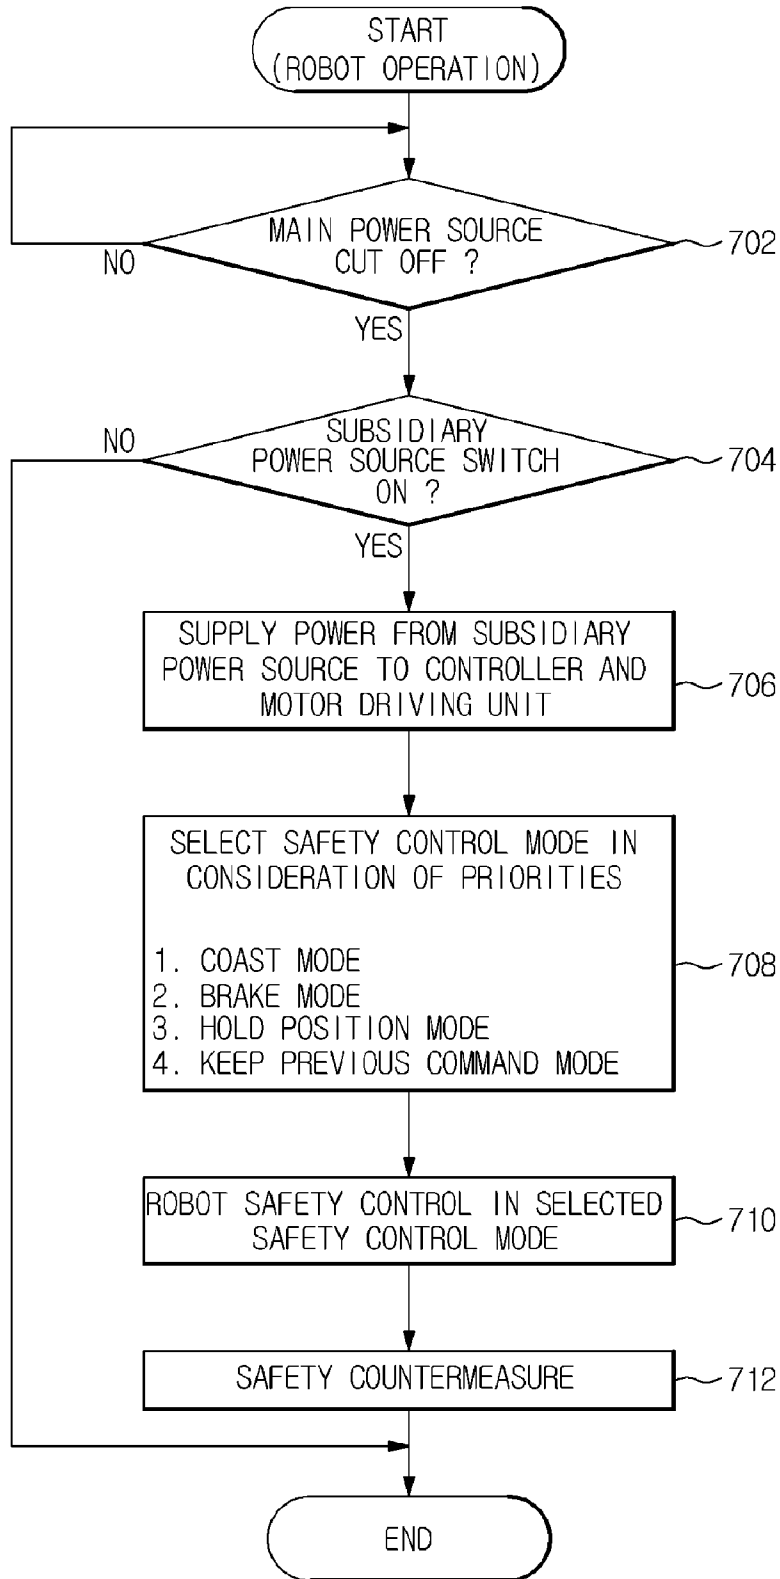 START
(ROBOT OPERATION)
MAIN POWER SOURCE
CUT OFF ?
702
NO
YES
SUBSIDIARY
POWER SOURCE SWITCH
ON ?
704
NO
YES
SUPPLY POWER FROM SUBSIDIARY
POWER SOURCE TO CONTROLLER AND
MOTOR DRIVING UNIT
706
SELECT SAFETY CONTROL MODE IN
CONSIDERATION OF PRIORITIES
1. COAST MODE
2. BRAKE MODE
3. HOLD POSITION MODE
4. KEEP PREVIOUS COMMAND MODE
708
ROBOT SAFETY CONTROL IN SELECTED
SAFETY CONTROL MODE
710
SAFETY COUNTERMEASURE
712
END